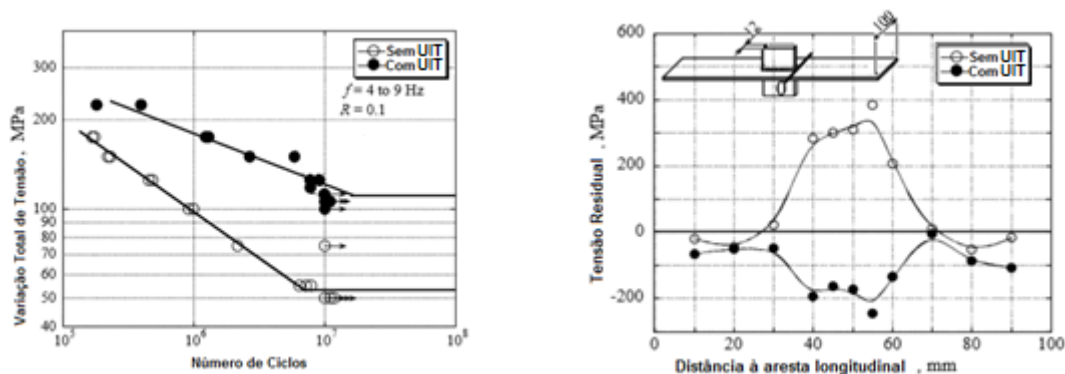 Variação Total de Tensão, MPa
300
200
100
90
80
70
60
50
40
Sem UIT
Com UIT
f = 4 to 9 Hz
R = 0.1
10⁵
10⁶
10⁷
10⁸
Número de Ciclos
Tensão Residual, MPa
600
400
200
0
-200
12
100
Sem UIT
Com UIT
0
20
40
60
80
100
Distância à aresta longitudinal , mm